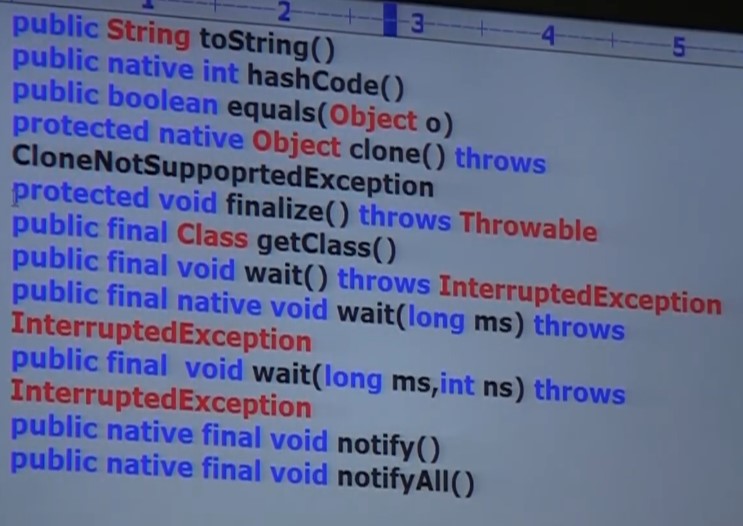 1 2 3 4 5
public String toString()
public native int hashCode()
public boolean equals(Object o)
protected native Object clone() throws
CloneNotSuppoprtedException
protected void finalize() throws Throwable
public final Class getClass()
public final void wait() throws InterruptedException
public final native void wait(long ms) throws
InterruptedException
public final void wait(long ms,int ns) throws
InterruptedException
public native final void notify()
public native final void notifyAll()